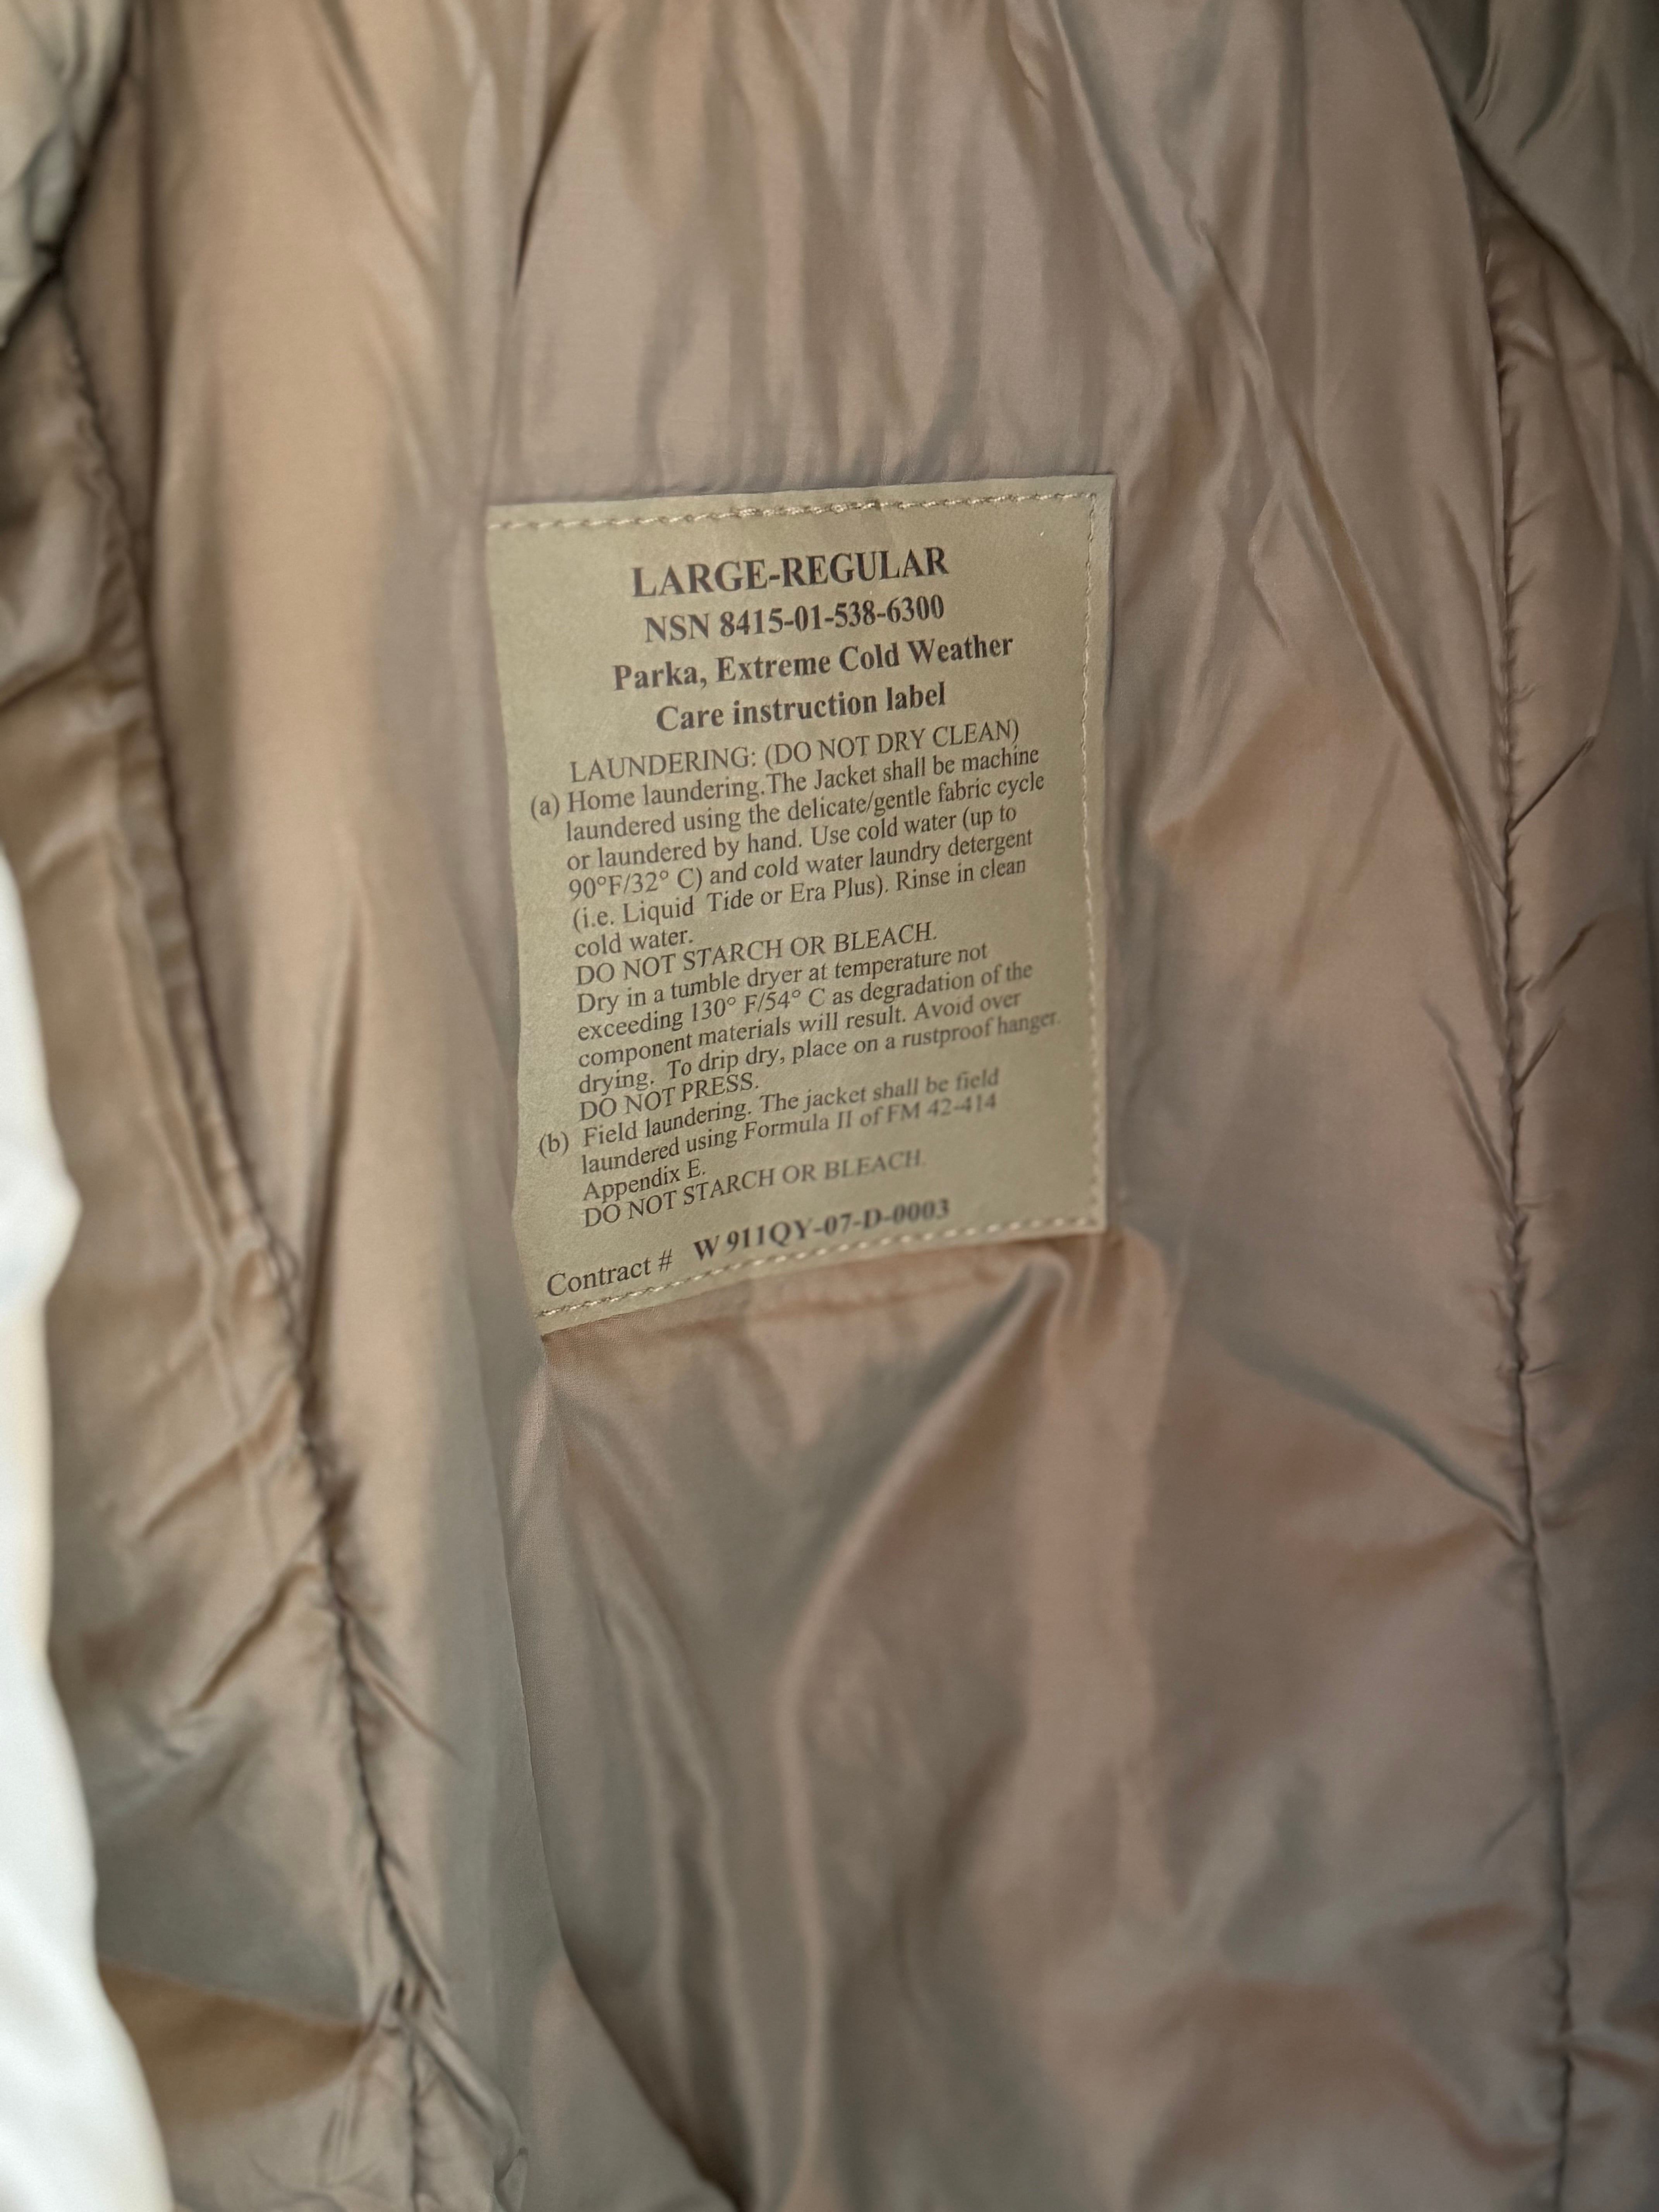 LARGE-REGULAR
NSN 8415-01-538-6300
Parka, Extreme Cold Weather
Care instruction label
LAUNDERING: (DO NOT DRY CLEAN)
(a) Home laundering.The Jacket shall be machine
laundered using the delicate/gentle fabric cycle
or laundered by hand. Use cold water (up to
90°F/32° C) and cold water laundry detergent
(i.e. Liquid Tide or Era Plus). Rinse in clean
cold water.
DO NOT STARCH OR BLEACH.
Dry in a tumble dryer at temperature not
exceeding 130° F/54° C as degradation of the
component materials will result. Avoid over
drying. To drip dry, place on a rustproof hanger.
DO NOT PRESS.
(b) Field laundering. The jacket shall be field
laundered using Formula II of FM 42-414
Appendix E.
DO NOT STARCH OR BLEACH.
Contract # W911QY-07-D-0003